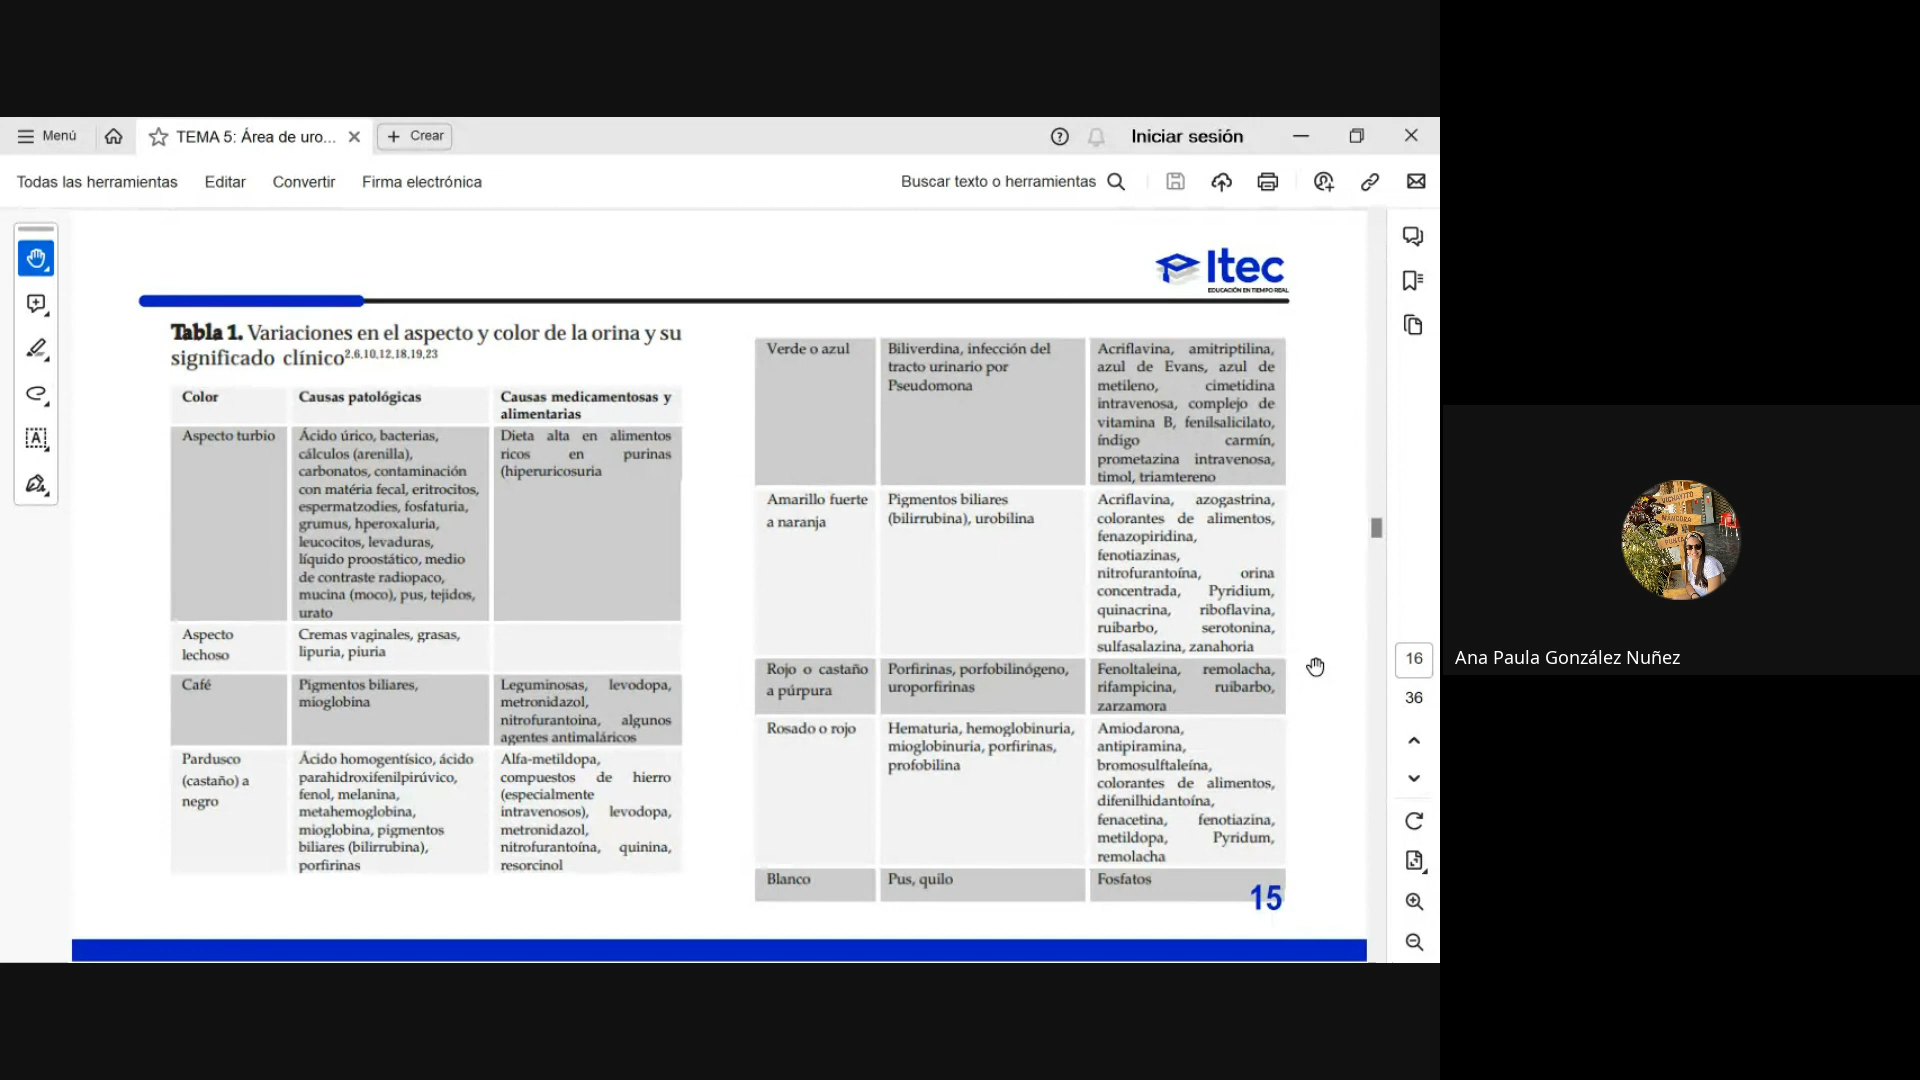 Menú
TEMA 5: Área de uro...
Crear
Iniciar sesión
Todas las herramientas
Editar
Convertir
Firma electrónica
Buscar texto o herramientas
Itec
EDUCACIÓN EN TIEMPO REAL
Tabla 1. Variaciones en el aspecto y color de la orina y su
significado clínico2,6,10,12,18,19,23
Color
Causas patológicas
Causas medicamentosas y
alimentarias
Aspecto turbio
Ácido úrico, bacterias,
cálculos (arenilla),
carbonatos, contaminación
con matéria fecal, eritrocitos,
espermatzodies, fosfaturia,
grumus, hperoxaluria,
leucocitos, levaduras,
líquido proostático, medio
de contraste radiopaco,
mucina (moco), pus, tejidos,
urato
Dieta alta en alimentos
ricos en purinas
(hiperuricosuria
Aspecto
lechoso
Cremas vaginales, grasas,
lipuria, piuria
Café
Pigmentos biliares,
mioglobina
Leguminosas, levodopa,
metronidazol,
nitrofurantoina, algunos
agentes antimaláricos
Pardusco
(castaño) a
negro
Ácido homogentísico, ácido
parahidroxifenilpirúvico,
fenol, melanina,
metahemoglobina,
mioglobina, pigmentos
biliares (bilirrubina),
porfirinas
Alfa-metildopa,
compuestos de hierro
(especialmente
intravenosos), levodopa,
metronidazol,
nitrofurantoína, quinina,
resorcinol
Verde o azul
Biliverdina, infección del
tracto urinario por
Pseudomona
Acriflavina, amitriptilina,
azul de Evans, azul de
metileno, cimetidina
intravenosa, complejo de
vitamina B, fenilsalicilato,
índigo carmín,
prometazina intravenosa,
timol, triamtereno
Amarillo fuerte
a naranja
Pigmentos biliares
(bilirrubina), urobilina
Acriflavina, azogastrina,
colorantes de alimentos,
fenazopiridina,
fenotiazinas,
nitrofurantoína, orina
concentrada, Pyridium,
quinacrina, riboflavina,
ruibarbo, serotonina,
sulfasalazina, zanahoria
Rojo o castaño
a púrpura
Porfirinas, porfobilinógeno,
uroporfirinas
Fenoltaleina, remolacha,
rifampicina, ruibarbo,
zarzamora
Rosado o rojo
Hematuria, hemoglobinuria,
mioglobinuria, porfirinas,
profobilina
Amiodarona,
antipiramina,
bromosulftaleína,
colorantes de alimentos,
difenilhidantoína,
fenacetina, fenotiazina,
metildopa, Pyridum,
remolacha
Blanco
Pus, quilo
Fosfatos
15
16
36
VICHAYITO
MÁNCORA
PUNTA
Ana Paula González Nuñez